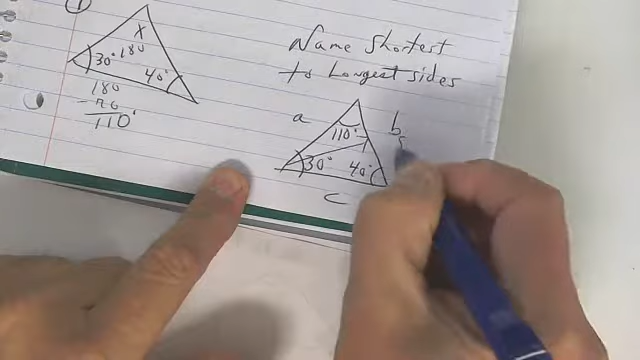 1
X
30° 180
40°
180
- 70
110°
Name Shortest
to Longest sides
a
b
110°
s
30° 40°
c